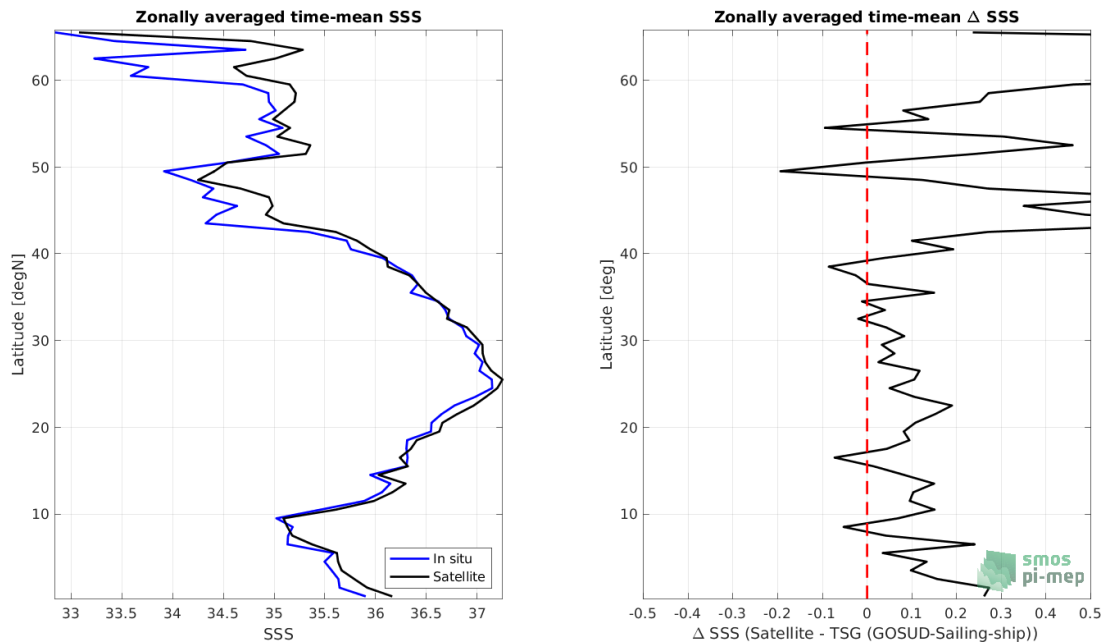 Zonally averaged time-mean SSS
Latitude [degN]
60
50
40
30
20
10
33 33.5 34 34.5 35 35.5 36 36.5 37
SSS
In situ
Satellite
Zonally averaged time-mean Δ SSS
Latitude [deg]
60
50
40
30
20
10
-0.5 -0.4 -0.3 -0.2 -0.1 0 0.1 0.2 0.3 0.4 0.5
Δ SSS (Satellite - TSG (GOSUD-Sailing-ship))
smos
pi-mep